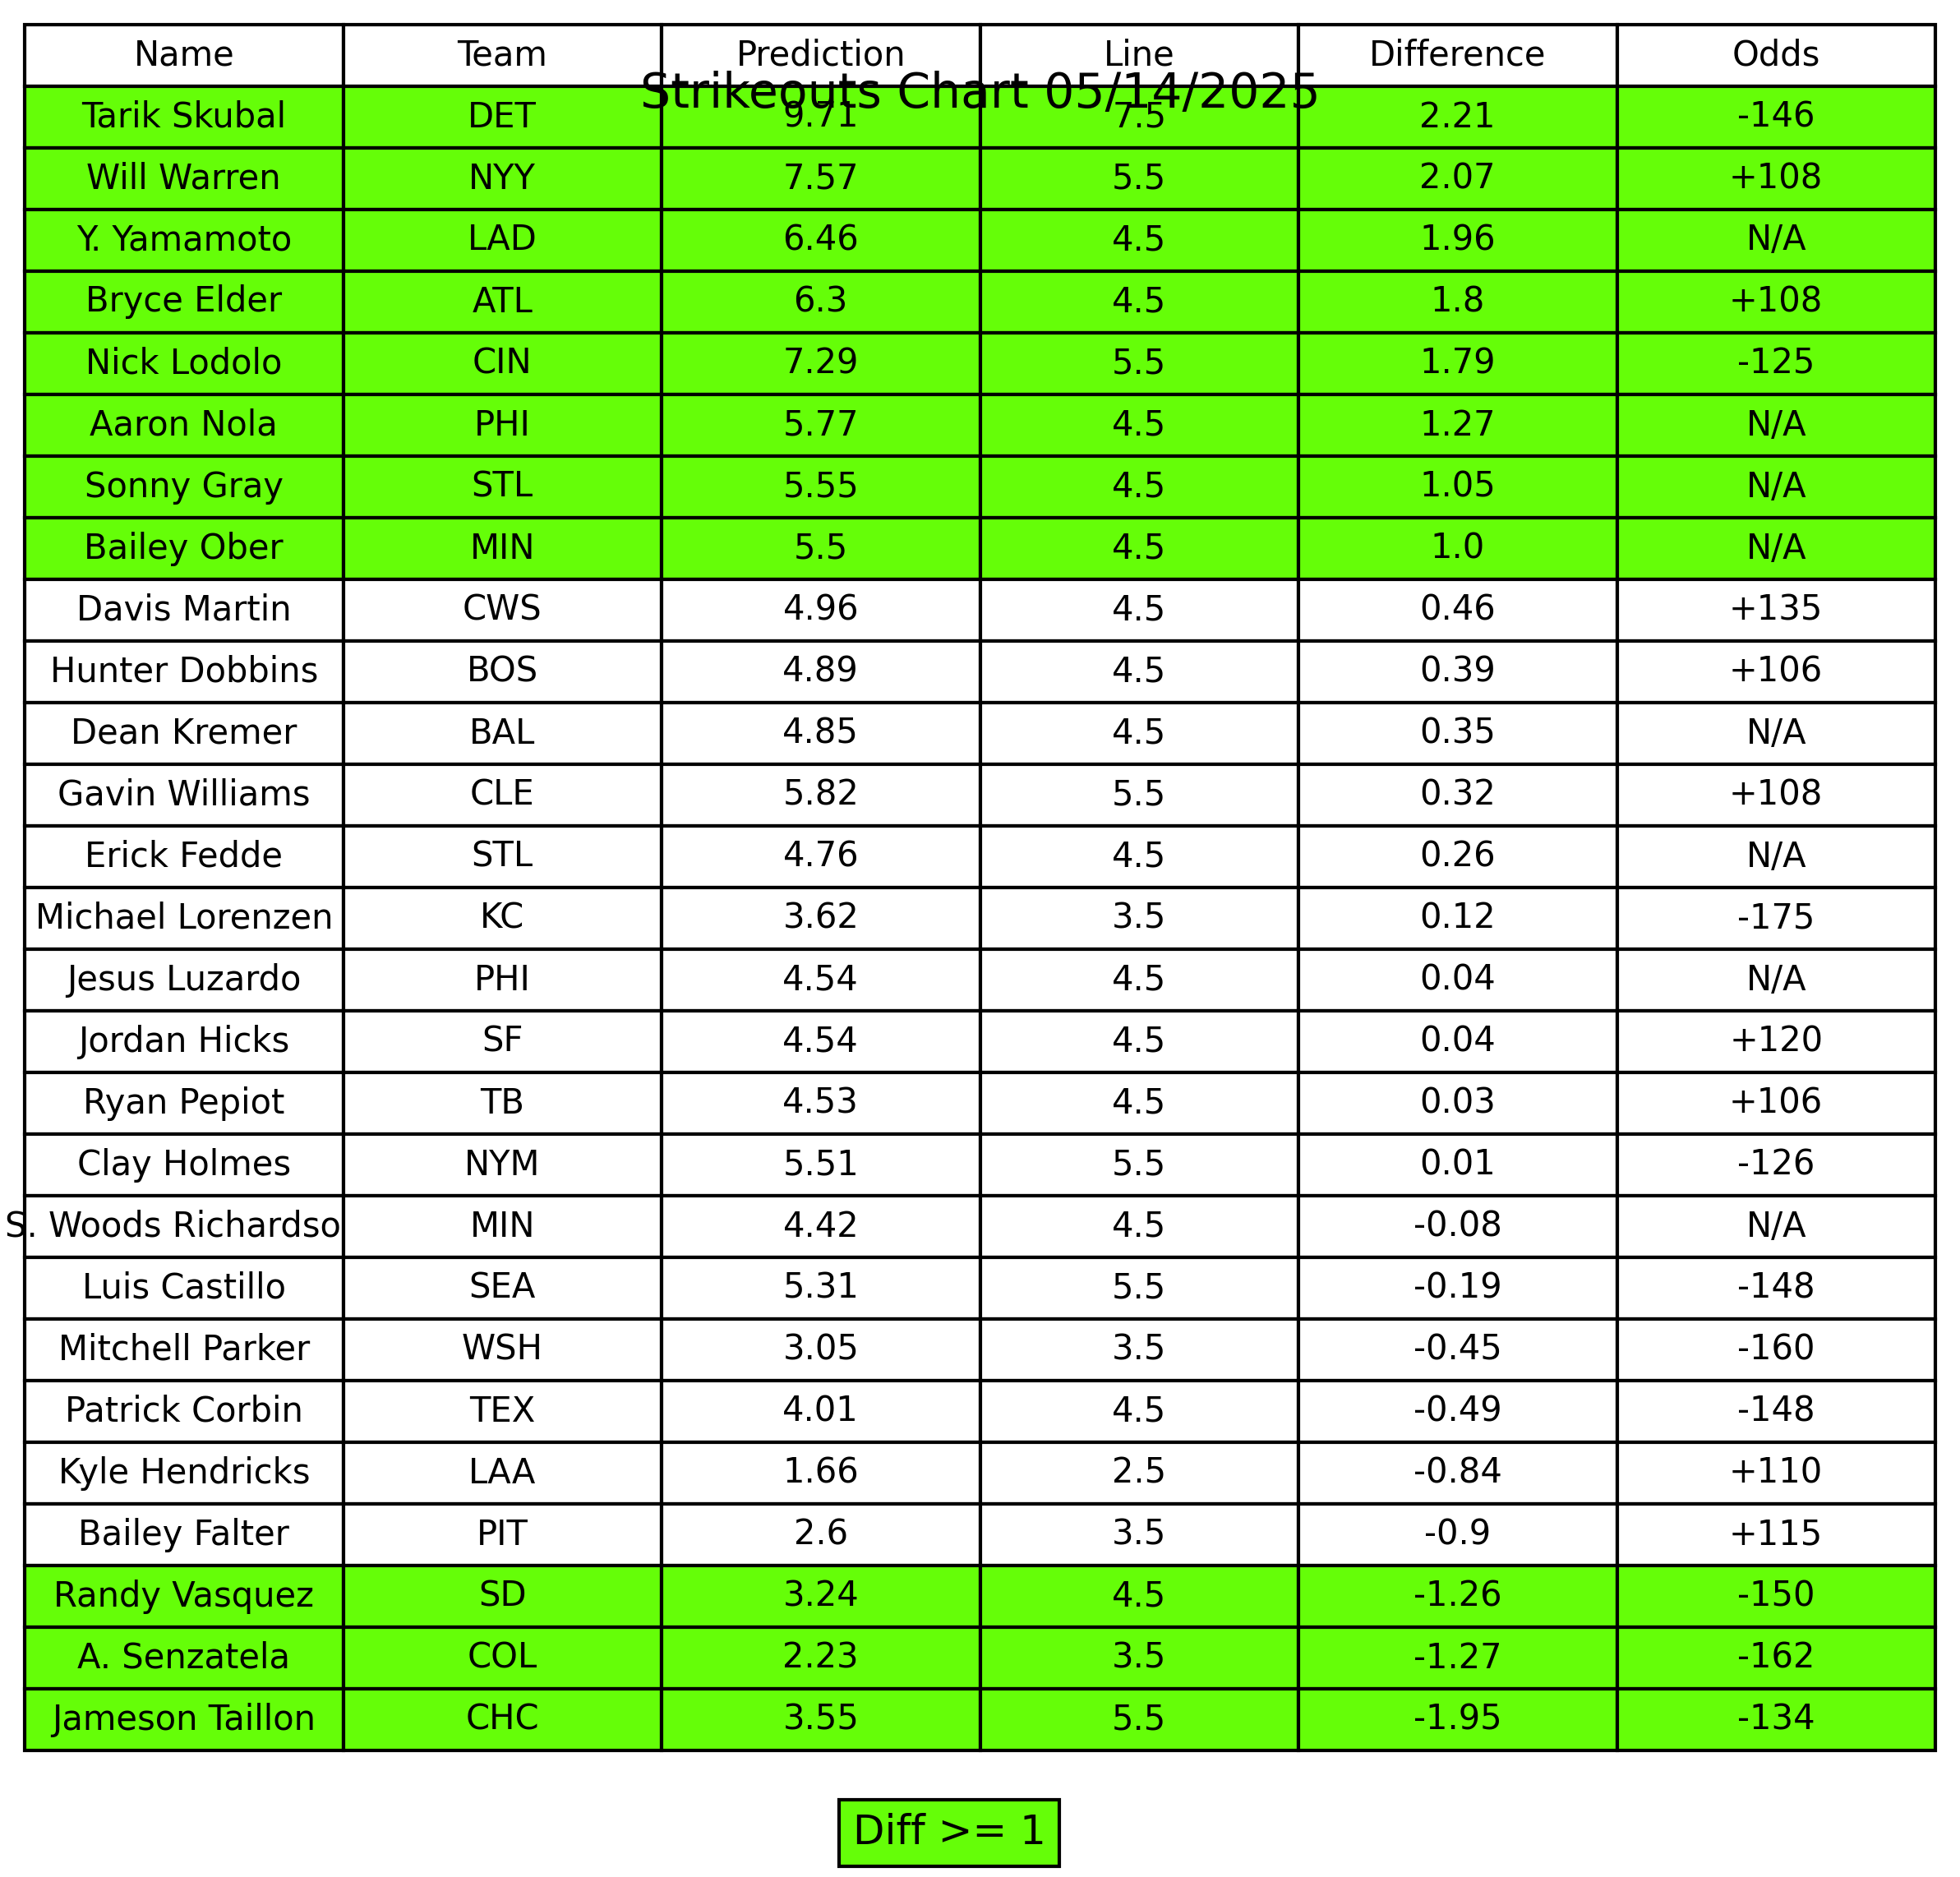 Name Team Prediction Line Difference Odds
Strikeouts Chart 05/14/2025
Tarik Skubal DET 9.71 7.5 2.21 -146
Will Warren NYY 7.57 5.5 2.07 +108
Y. Yamamoto LAD 6.46 4.5 1.96 N/A
Bryce Elder ATL 6.3 4.5 1.8 +108
Nick Lodolo CIN 7.29 5.5 1.79 -125
Aaron Nola PHI 5.77 4.5 1.27 N/A
Sonny Gray STL 5.55 4.5 1.05 N/A
Bailey Ober MIN 5.5 4.5 1.0 N/A
Davis Martin CWS 4.96 4.5 0.46 +135
Hunter Dobbins BOS 4.89 4.5 0.39 +106
Dean Kremer BAL 4.85 4.5 0.35 N/A
Gavin Williams CLE 5.82 5.5 0.32 +108
Erick Fedde STL 4.76 4.5 0.26 N/A
Michael Lorenzen KC 3.62 3.5 0.12 -175
Jesus Luzardo PHI 4.54 4.5 0.04 N/A
Jordan Hicks SF 4.54 4.5 0.04 +120
Ryan Pepiot TB 4.53 4.5 0.03 +106
Clay Holmes NYM 5.51 5.5 0.01 -126
S. Woods Richardso MIN 4.42 4.5 -0.08 N/A
Luis Castillo SEA 5.31 5.5 -0.19 -148
Mitchell Parker WSH 3.05 3.5 -0.45 -160
Patrick Corbin TEX 4.01 4.5 -0.49 -148
Kyle Hendricks LAA 1.66 2.5 -0.84 +110
Bailey Falter PIT 2.6 3.5 -0.9 +115
Randy Vasquez SD 3.24 4.5 -1.26 -150
A. Senzatela COL 2.23 3.5 -1.27 -162
Jameson Taillon CHC 3.55 5.5 -1.95 -134
Diff >= 1